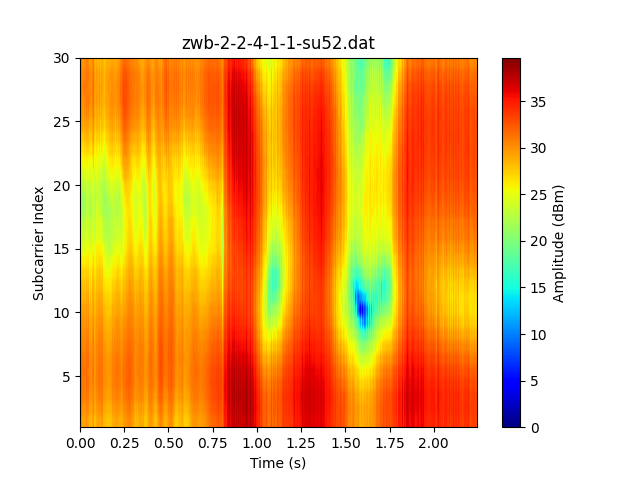 zwb-2-2-4-1-1-su52.dat
30
25
20
15
10
5
Subcarrier Index
0.00 0.25 0.50 0.75 1.00 1.25 1.50 1.75 2.00
Time (s)
35
30
25
20
15
10
5
0
Amplitude (dBm)